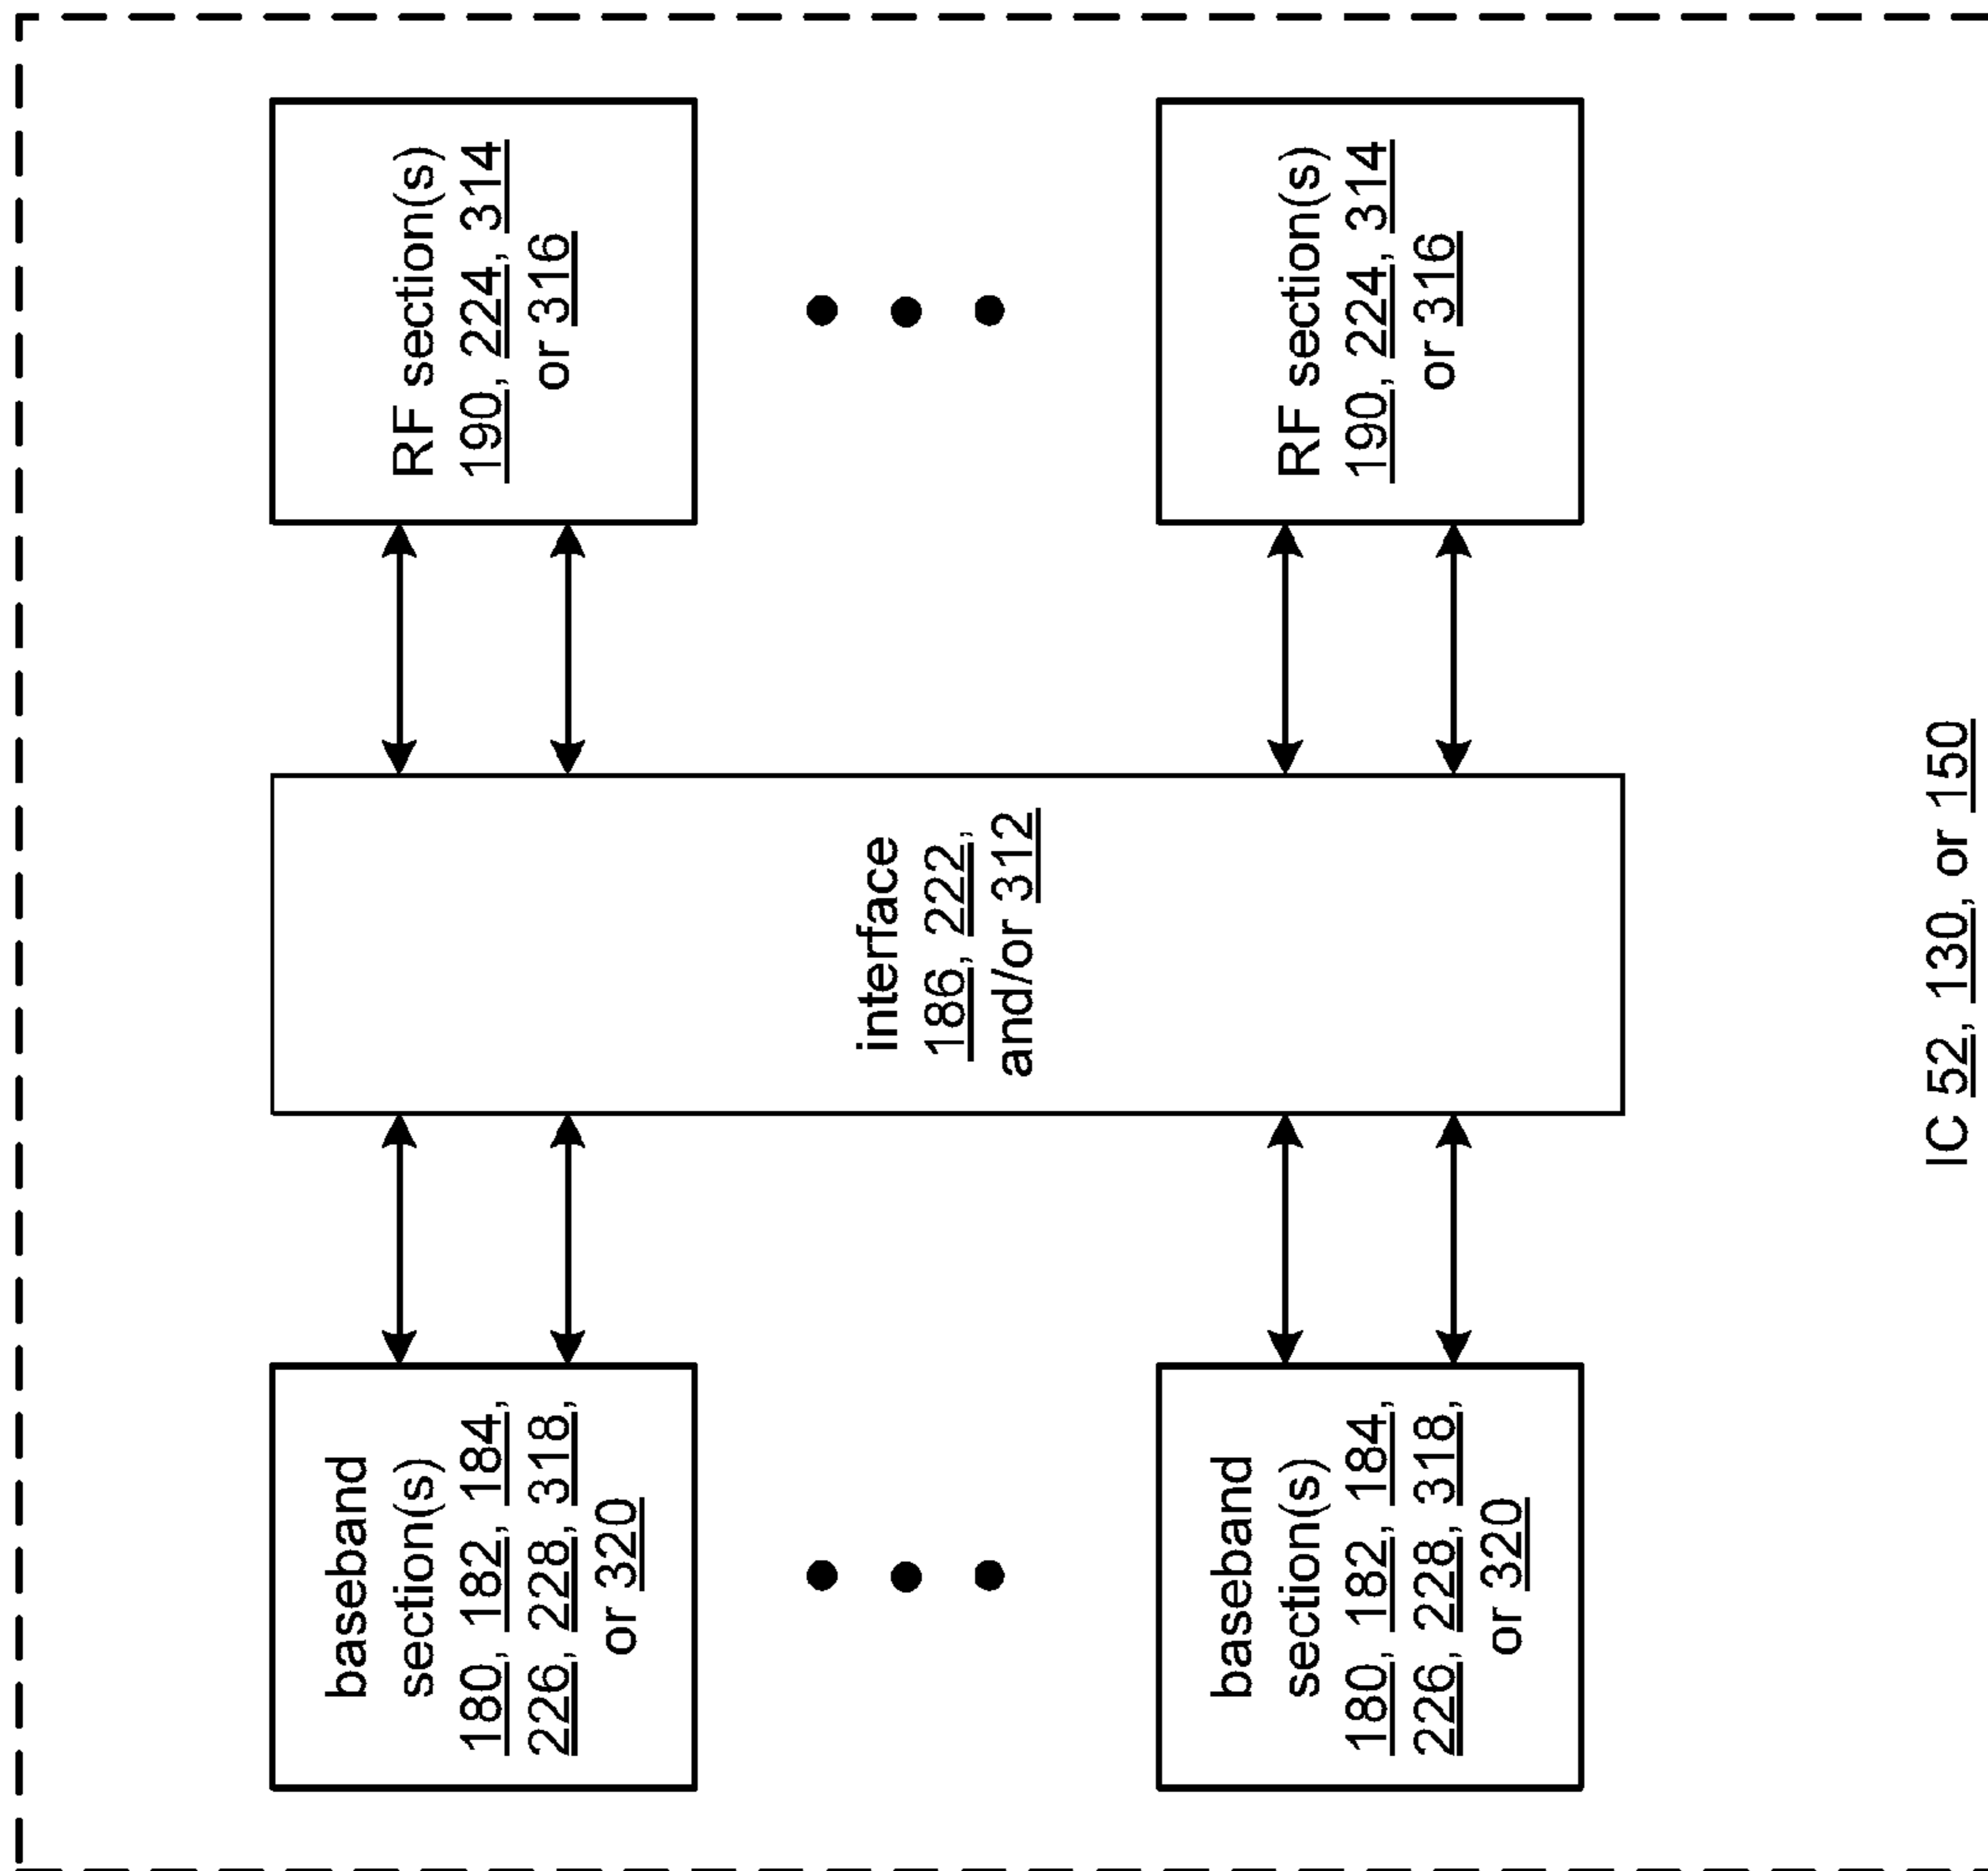 baseband
section(s)
180, 182, 184,
226, 228, 318,
or 320
interface
186, 222,
and/or 312
RF section(s)
190, 224, 314
or 316
baseband
section(s)
180, 182, 184,
226, 228, 318,
or 320
RF section(s)
190, 224, 314
or 316
IC 52, 130, or 150